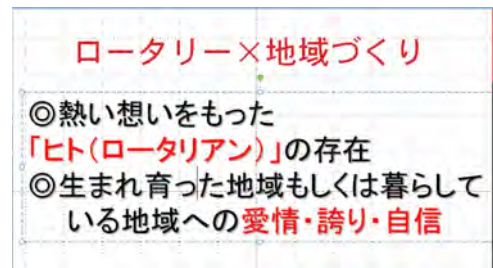 ロータリー×地域づくり
◎熱い想いをもった
「ヒト(ロータリアン)」の存在
◎生まれ育った地域もしくは暮らして
いる地域への愛情・誇り・自信